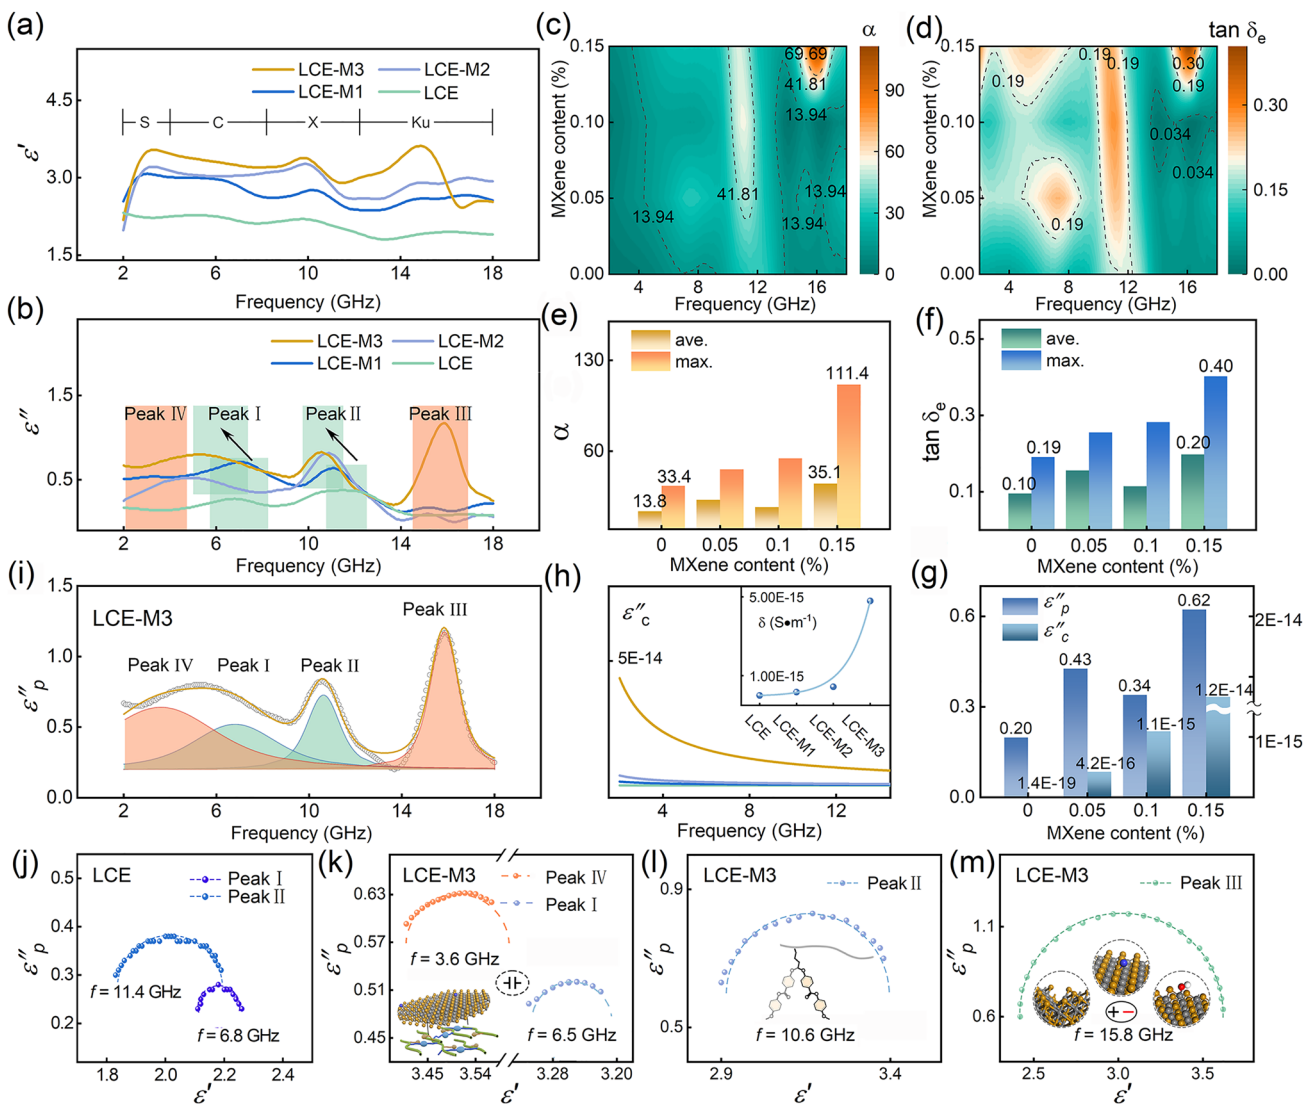 (a)
LCE-M3
LCE-M2
LCE-M1
LCE
S
C
X
Ku
4.5
3.0
1.5
ε′
2
6
10
14
18
Frequency (GHz)
(b)
LCE-M3
LCE-M2
LCE-M1
LCE
Peak Ⅳ
Peak Ⅰ
Peak Ⅱ
Peak Ⅲ
1.5
0.5
ε″
2
6
10
14
18
Frequency (GHz)
(c)
α
0.15
0.10
0.05
0.00
MXene content (%)
69.69
41.81
13.94
13.94
41.81
13.94
13.94
90
60
30
0
4
8
12
16
Frequency (GHz)
(d)
tan δe
0.15
0.10
0.05
0.00
MXene content (%)
0.19
0.19
0.19
0.30
0.19
0.034
0.034
0.19
0.30
0.15
0.00
4
8
12
16
Frequency (GHz)
(e)
ave.
max.
130
60
α
13.8
33.4
35.1
111.4
0
0.05
0.1
0.15
MXene content (%)
(f)
ave.
max.
0.5
0.3
0.1
tan δe
0.10
0.19
0.20
0.40
0
0.05
0.1
0.15
MXene content (%)
(i)
LCE-M3
Peak Ⅳ
Peak Ⅰ
Peak Ⅱ
Peak Ⅲ
1.5
1.0
0.5
0.0
ε″p
2
6
10
14
18
Frequency (GHz)
(h)
ε″c
5E-14
5.00E-15
δ (S•m-1)
1.00E-15
LCE
LCE-M1
LCE-M2
LCE-M3
4
8
12
Frequency (GHz)
(g)
ε″p
ε″c
0.6
0.3
0.0
0.20
1.4E-19
0.43
4.2E-16
0.34
1.1E-15
0.62
1.2E-14
2E-14
1E-15
0
0.05
0.1
0.15
MXene content (%)
(j)
LCE
Peak Ⅰ
Peak Ⅱ
0.5
0.4
0.3
0.2
ε″p
f = 11.4 GHz
f = 6.8 GHz
1.8
2.0
2.2
2.4
ε′
(k)
LCE-M3
Peak Ⅳ
Peak Ⅰ
0.63
0.57
0.51
0.45
ε″p
f = 3.6 GHz
f = 6.5 GHz
3.45
3.54
3.28
3.20
ε′
(l)
LCE-M3
Peak Ⅱ
0.9
0.5
ε″p
f = 10.6 GHz
2.9
3.4
ε′
(m)
LCE-M3
Peak Ⅲ
1.1
0.6
ε″p
+ −
f = 15.8 GHz
2.5
3.0
3.5
ε′